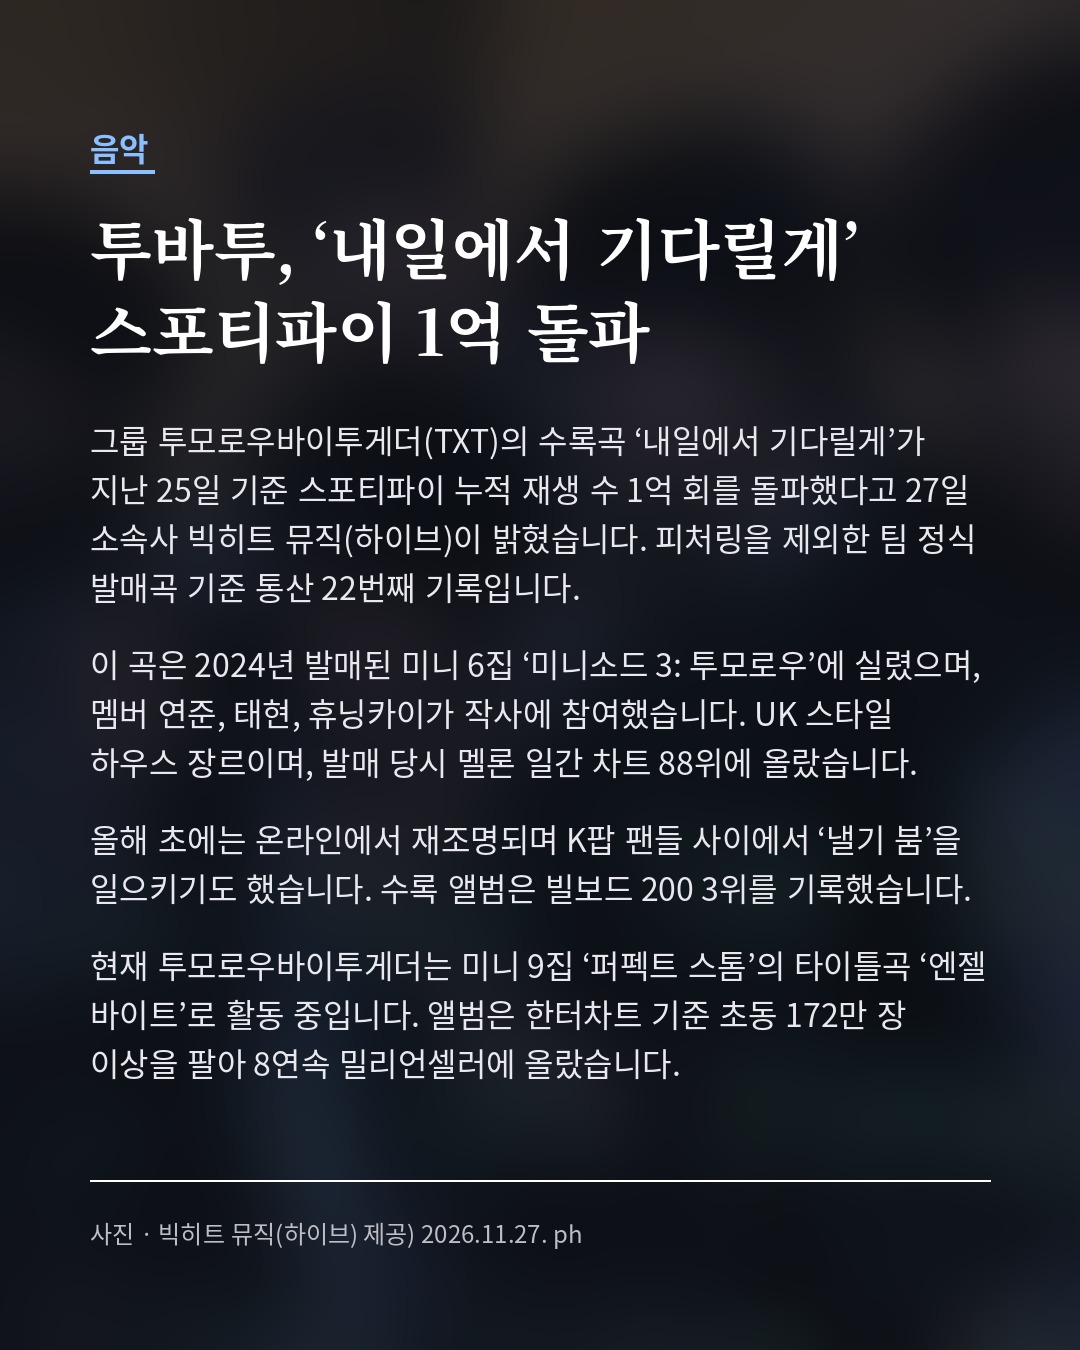 음악
투바투, ‘내일에서 기다릴게’
스포티파이 1억 돌파
그룹 투모로우바이투게더(TXT)의 수록곡 ‘내일에서 기다릴게’가
지난 25일 기준 스포티파이 누적 재생 수 1억 회를 돌파했다고 27일
소속사 빅히트 뮤직(하이브)이 밝혔습니다. 피처링을 제외한 팀 정식
발매곡 기준 통산 22번째 기록입니다.
이 곡은 2024년 발매된 미니 6집 ‘미니소드 3: 투모로우’에 실렸으며,
멤버 연준, 태현, 휴닝카이가 작사에 참여했습니다. UK 스타일
하우스 장르이며, 발매 당시 멜론 일간 차트 88위에 올랐습니다.
올해 초에는 온라인에서 재조명되며 K팝 팬들 사이에서 ‘낼기 붐’을
일으키기도 했습니다. 수록 앨범은 빌보드 200 3위를 기록했습니다.
현재 투모로우바이투게더는 미니 9집 ‘퍼펙트 스톰’의 타이틀곡 ‘엔젤
바이트’로 활동 중입니다. 앨범은 한터차트 기준 초동 172만 장
이상을 팔아 8연속 밀리언셀러에 올랐습니다.
사진 · 빅히트 뮤직(하이브) 제공) 2026.11.27. ph